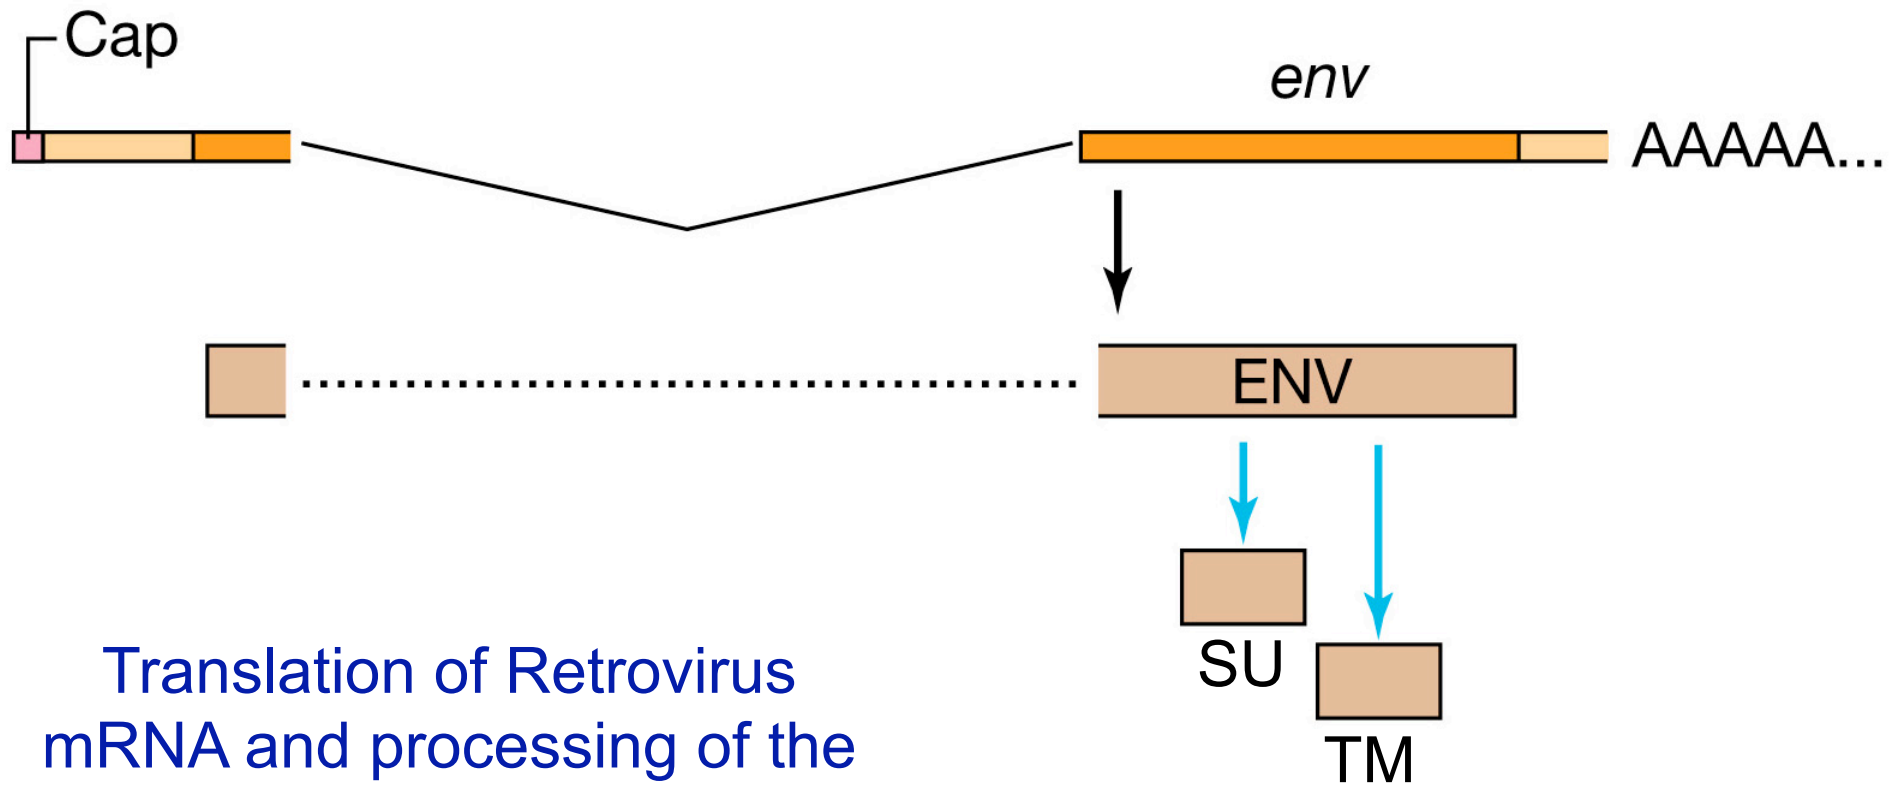 Cap
env
AAAAA...
ENV
SU
TM
Translation of Retrovirus
mRNA and processing of the